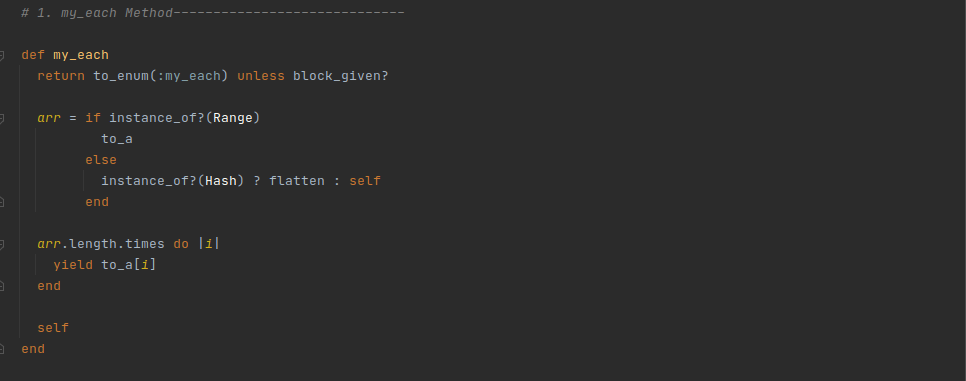 # 1. my_each Method-----------------------------
def my_each
return to_enum(:my_each) unless block_given?
arr = if instance_of?(Range)
to_a
else
instance_of?(Hash) ? flatten : self
end
arr.length.times do |i|
yield to_a[i]
end
self
end